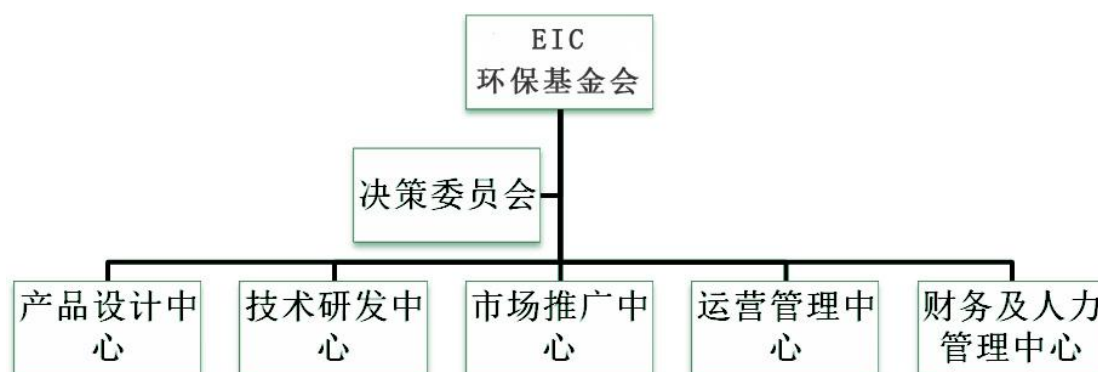 EIC
环保基金会
决策委员会
产品设计中
心
技术研发中
心
市场推广中
心
运营管理中
心
财务及人力
管理中心